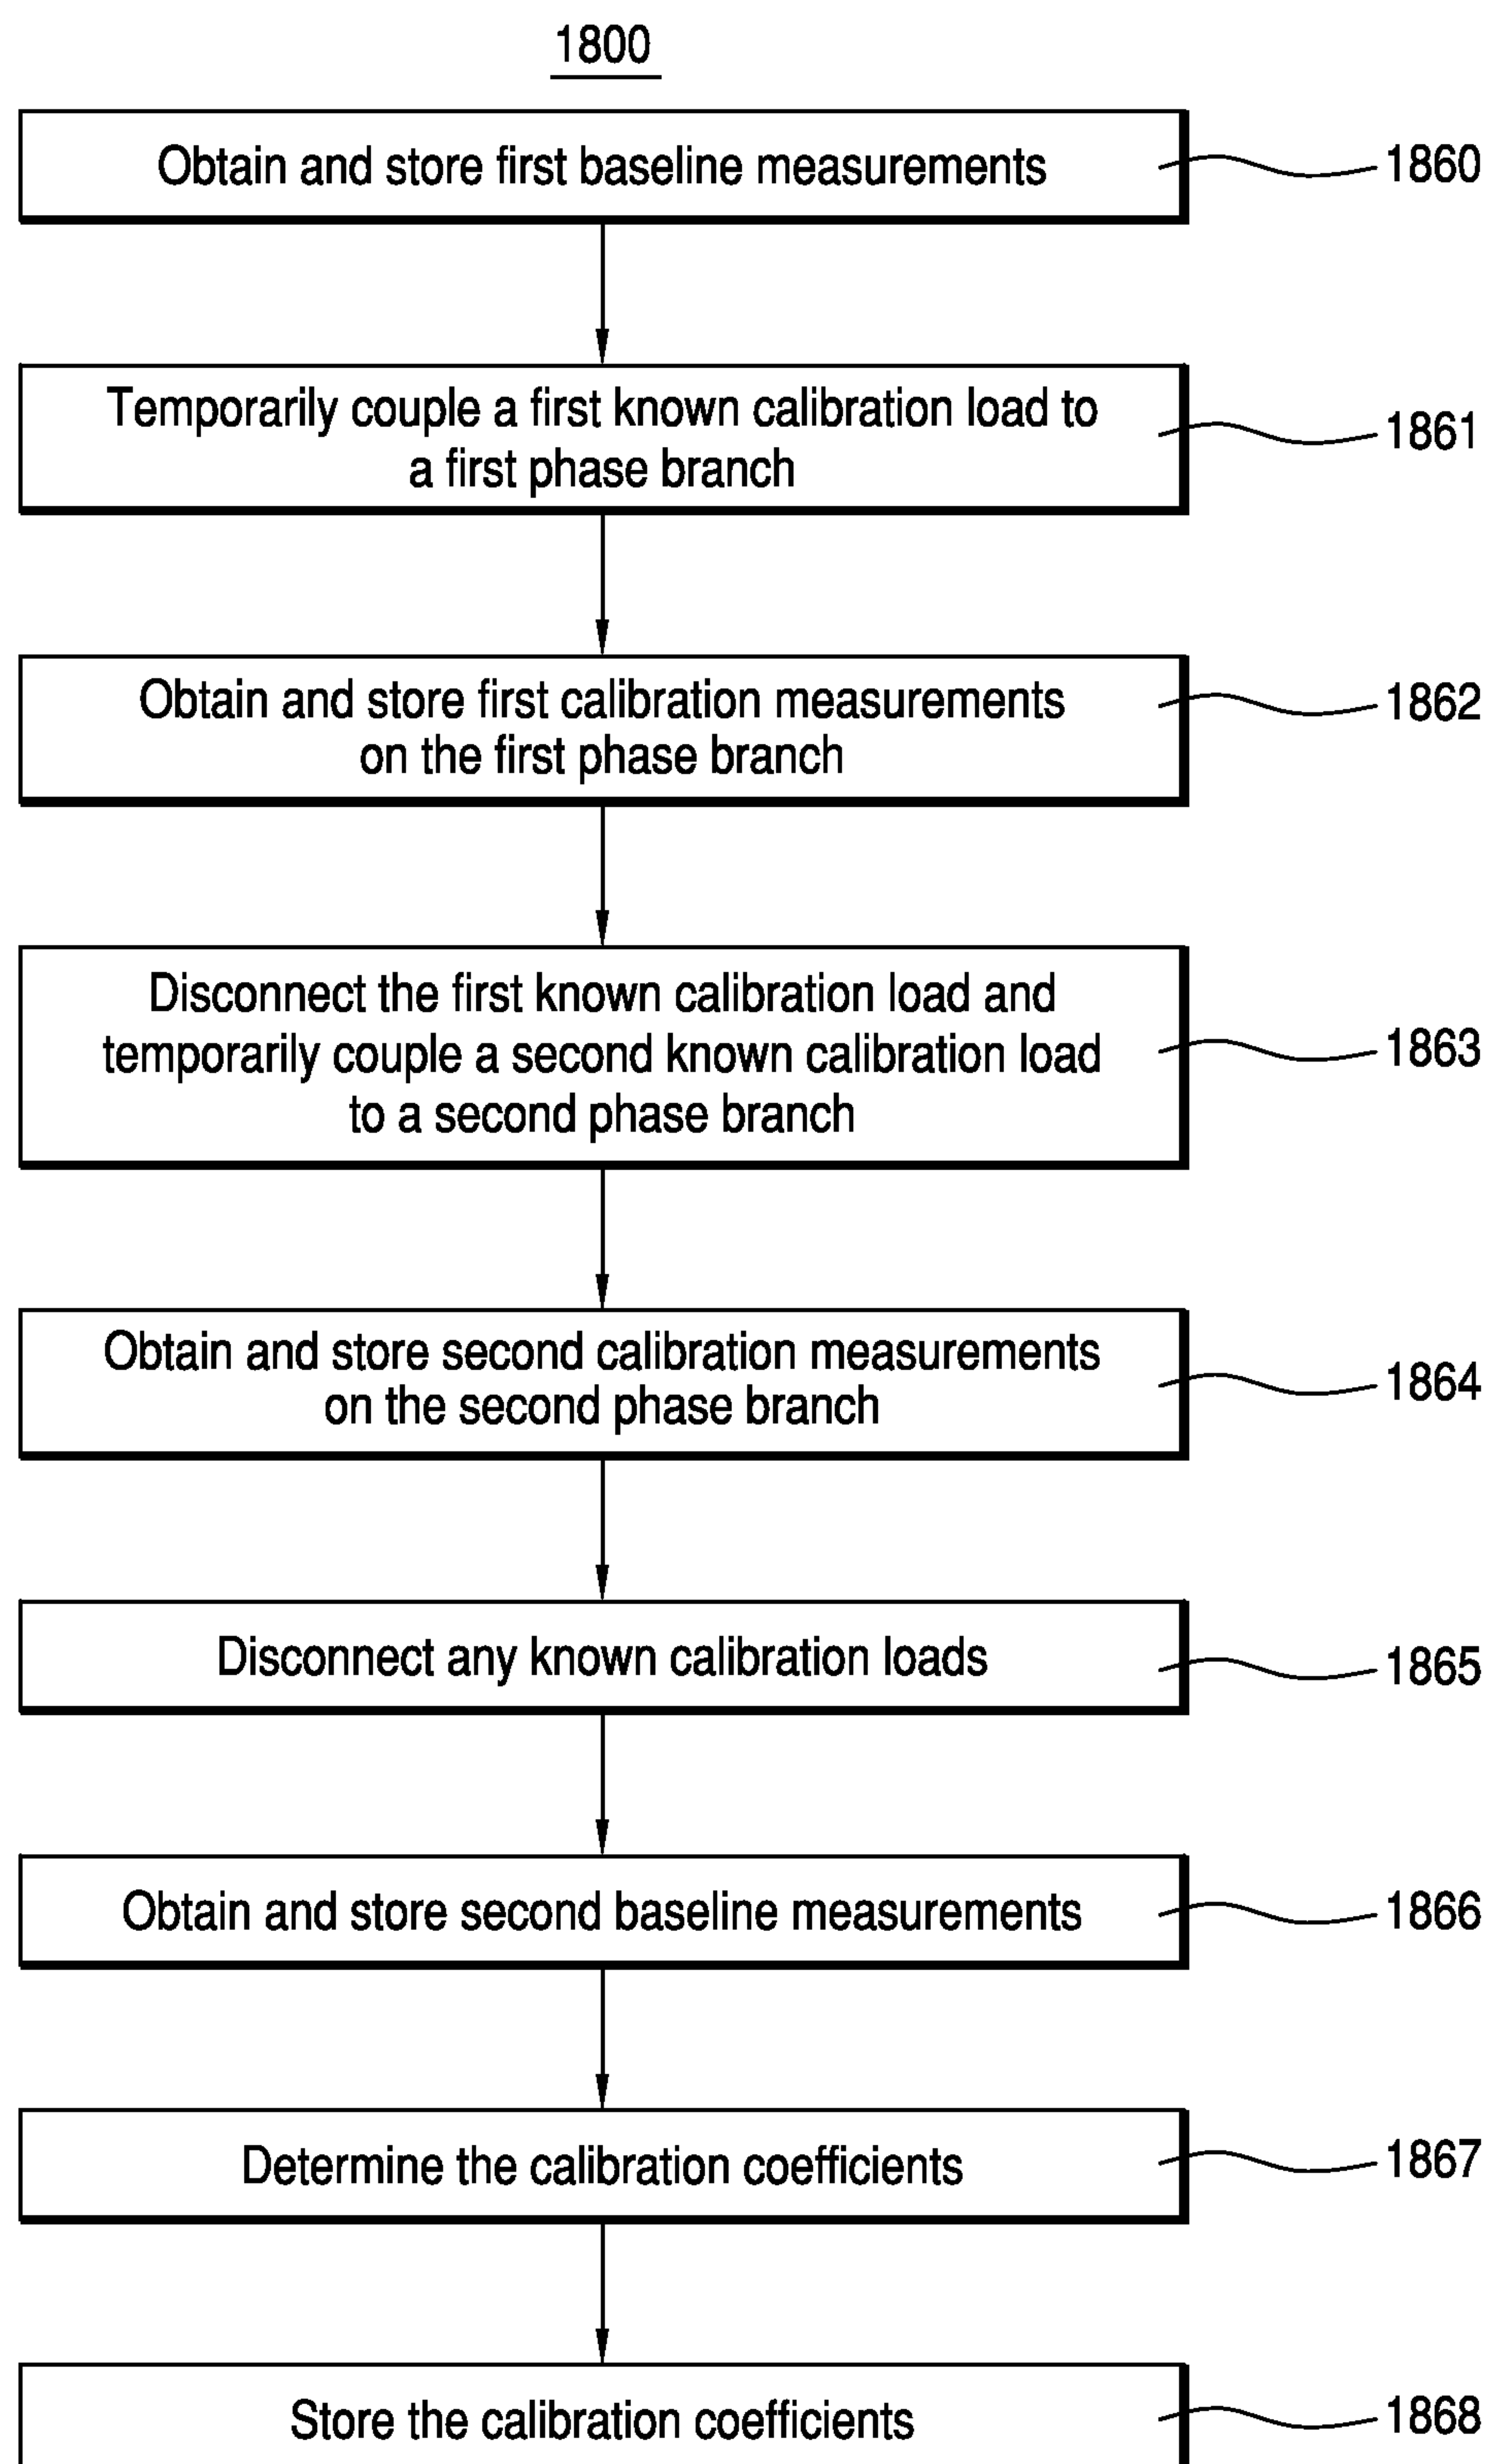 1800
Obtain and store first baseline measurements
1860
Temporarily couple a first known calibration load to
a first phase branch
1861
Obtain and store first calibration measurements
on the first phase branch
1862
Disconnect the first known calibration load and
temporarily couple a second known calibration load
to a second phase branch
1863
Obtain and store second calibration measurements
on the second phase branch
1864
Disconnect any known calibration loads
1865
Obtain and store second baseline measurements
1866
Determine the calibration coefficients
1867
Store the calibration coefficients
1868